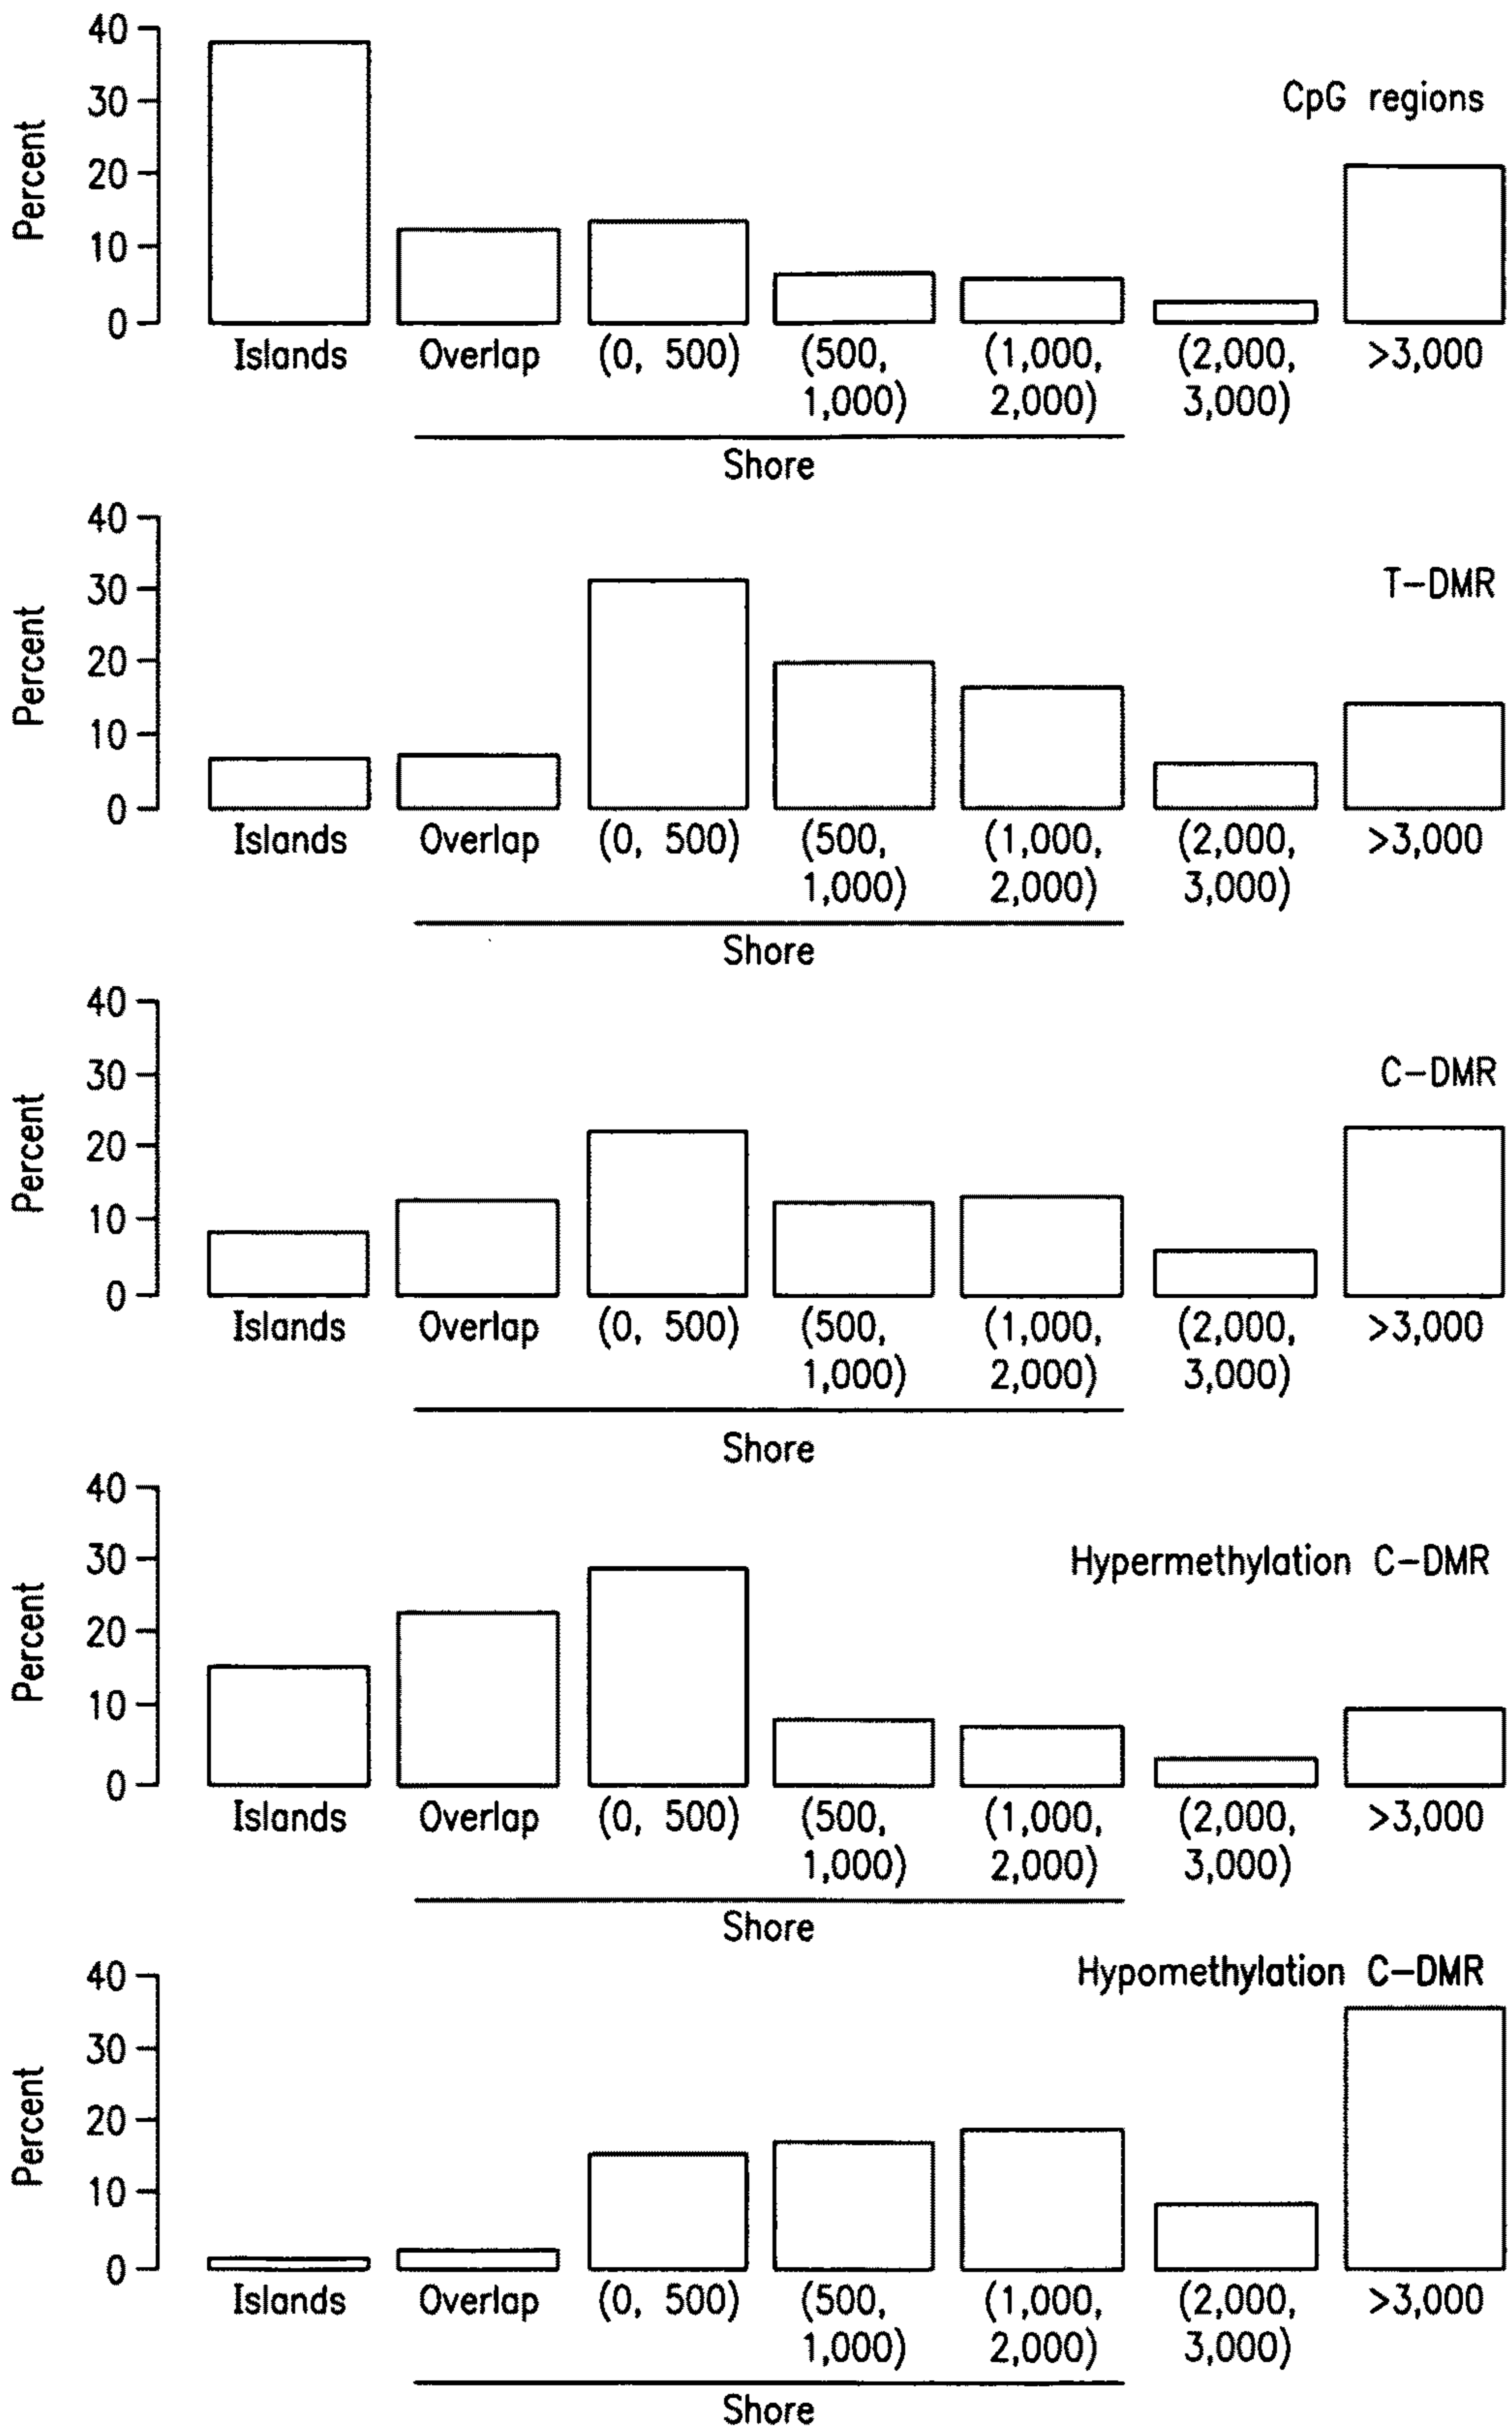 CpG regions
Percent
40
30
20
10
0
Islands Overlap (0, 500) (500, (1,000, (2,000, >3,000
1,000) 2,000) 3,000)
Shore
T-DMR
Percent
40
30
20
10
0
Islands Overlap (0, 500) (500, (1,000, (2,000, >3,000
1,000) 2,000) 3,000)
Shore
C-DMR
Percent
40
30
20
10
0
Islands Overlap (0, 500) (500, (1,000, (2,000, >3,000
1,000) 2,000) 3,000)
Shore
Hypermethylation C-DMR
Percent
40
30
20
10
0
Islands Overlap (0, 500) (500, (1,000, (2,000, >3,000
1,000) 2,000) 3,000)
Shore
Hypomethylation C-DMR
Percent
40
30
20
10
0
Islands Overlap (0, 500) (500, (1,000, (2,000, >3,000
1,000) 2,000) 3,000)
Shore